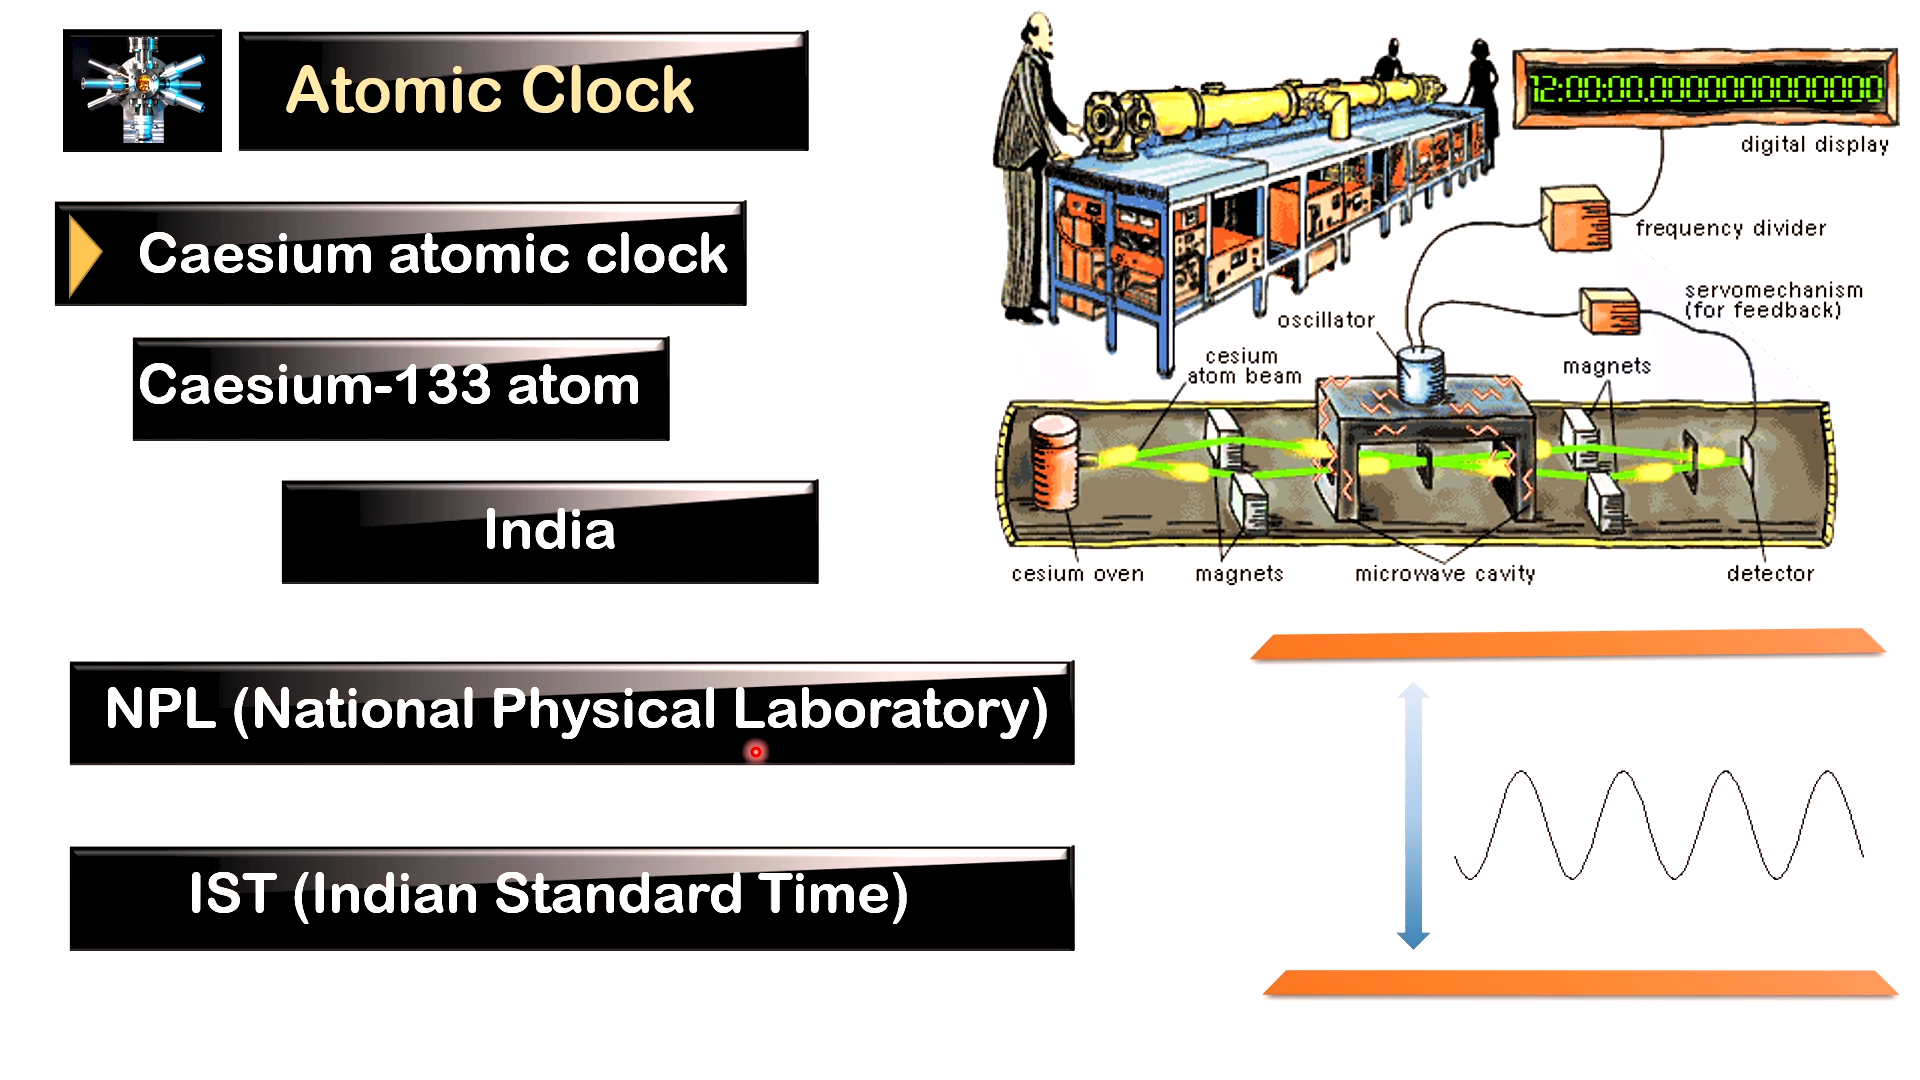 Atomic Clock
Caesium atomic clock
Caesium-133 atom
India
NPL (National Physical Laboratory)
IST (Indian Standard Time)
12:00:00.0000000000000
digital display
frequency divider
servomechanism
(for feedback)
oscillator
cesium
atom beam
magnets
cesium oven
magnets
microwave cavity
detector